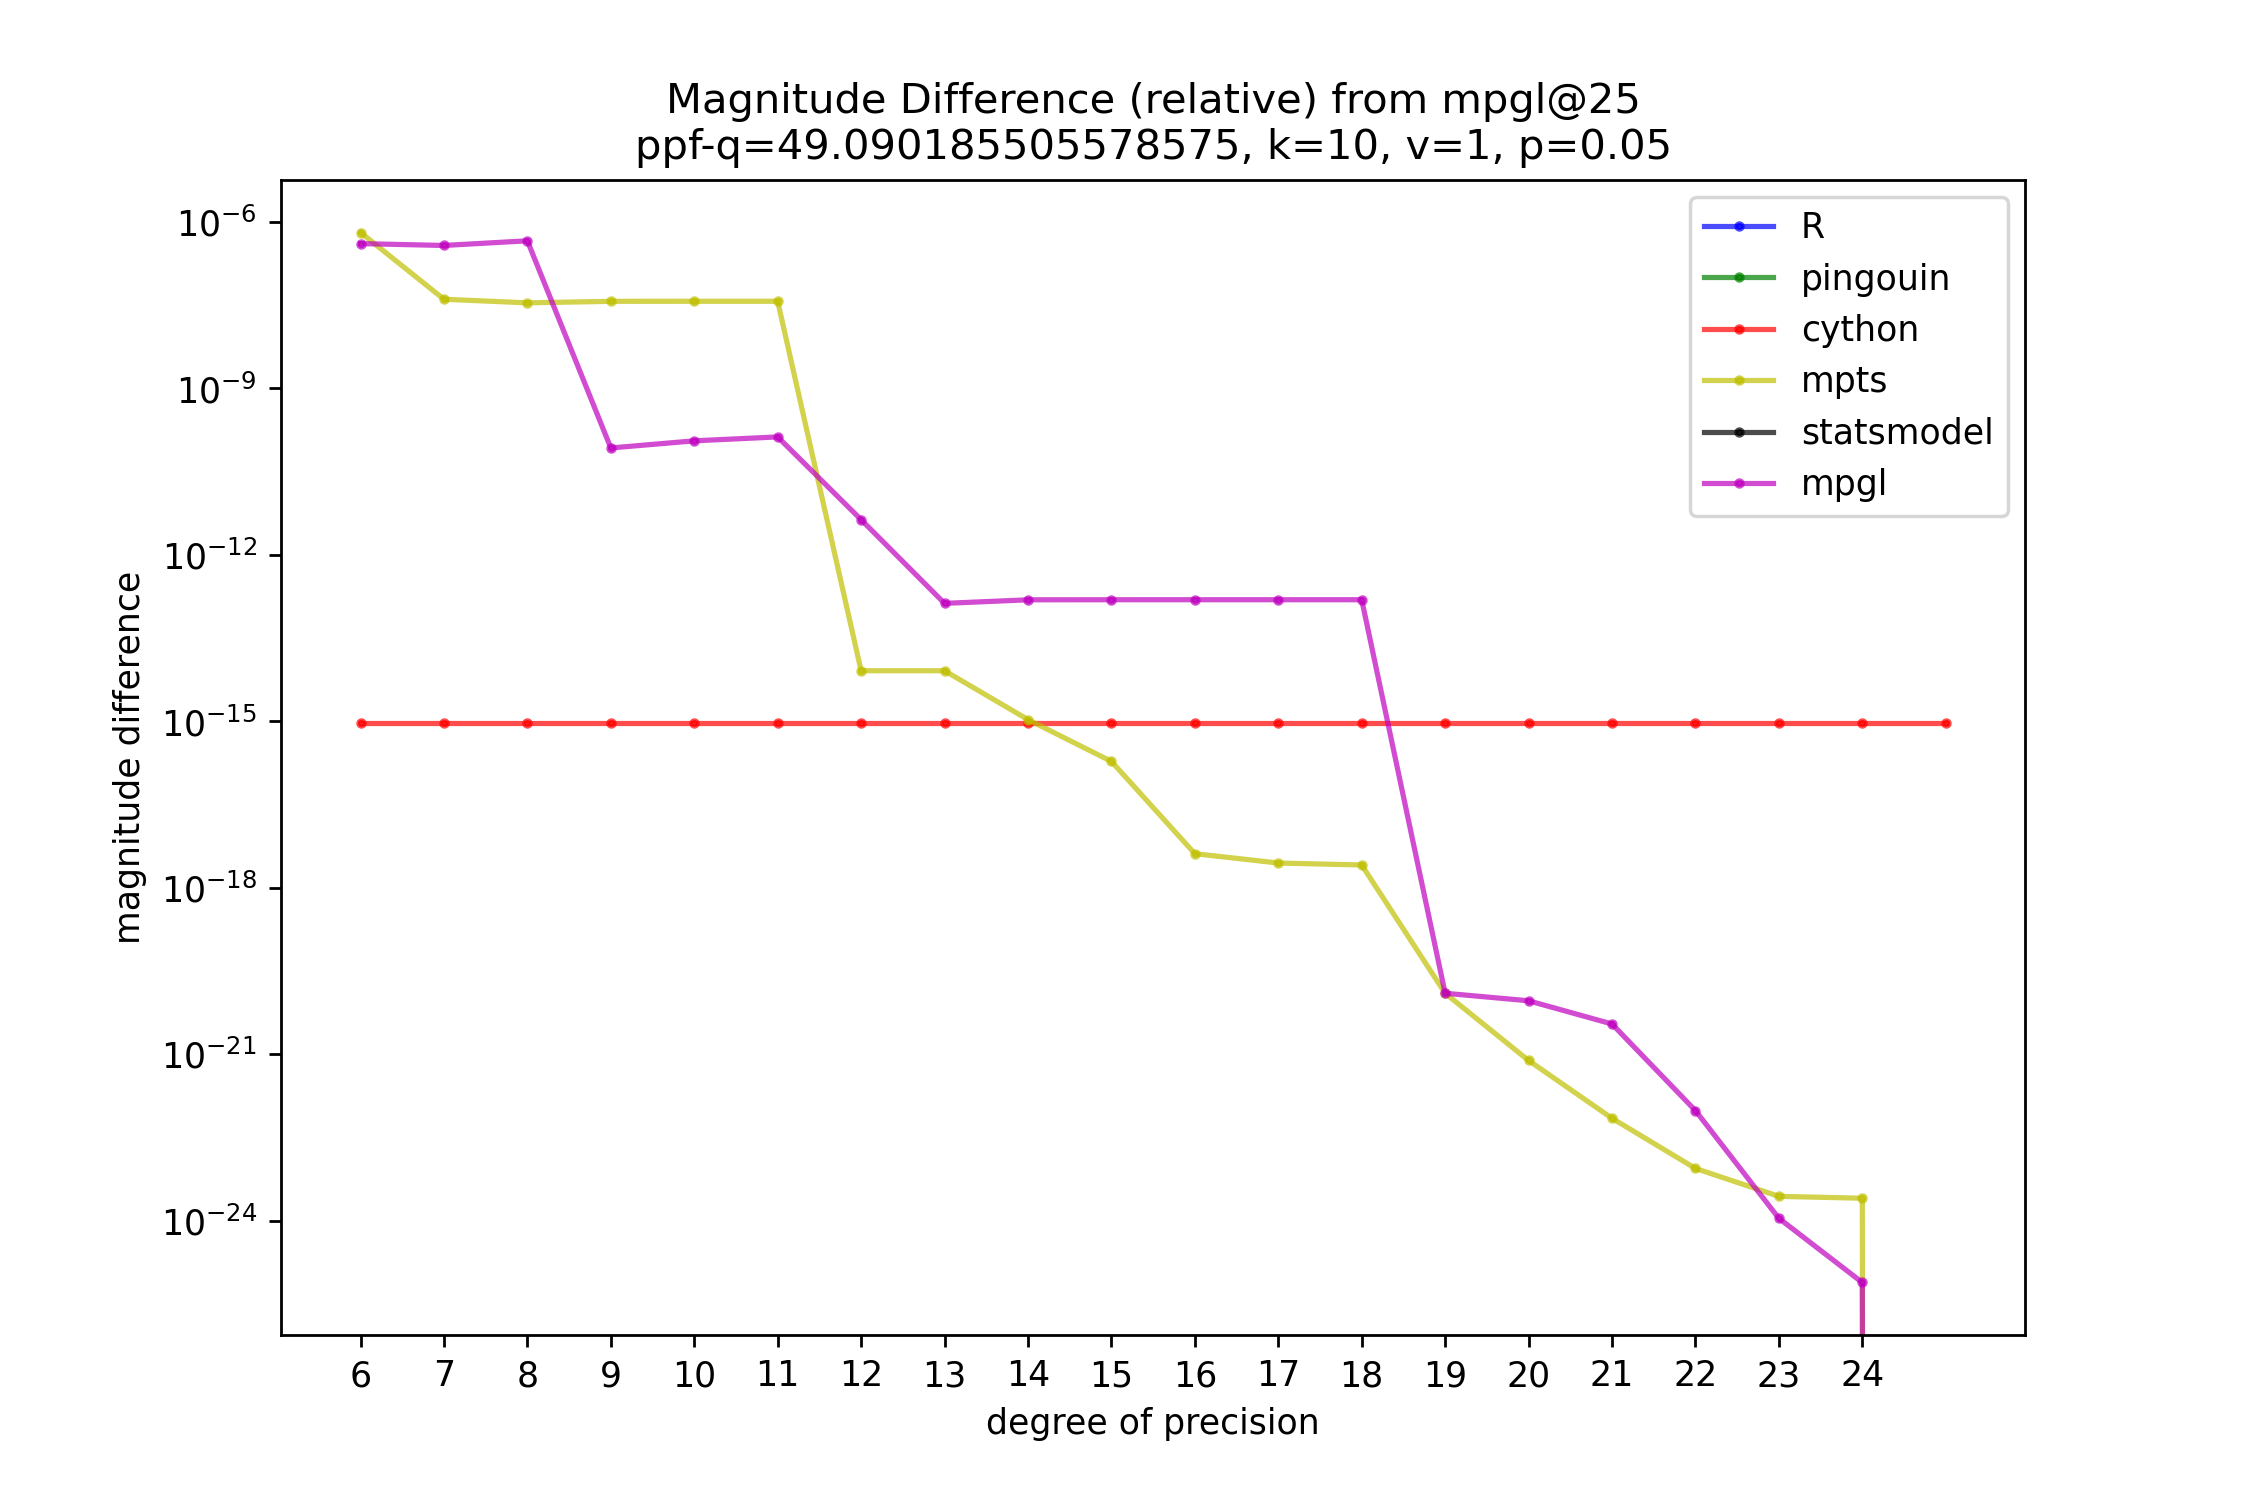 Magnitude Difference (relative) from mpgl@25
ppf-q=49.090185505578575, k=10, v=1, p=0.05
R
pingouin
cython
mpts
statsmodel
mpgl
magnitude difference
10⁻⁶
10⁻⁹
10⁻¹²
10⁻¹⁵
10⁻¹⁸
10⁻²¹
10⁻²⁴
6 7 8 9 10 11 12 13 14 15 16 17 18 19 20 21 22 23 24
degree of precision